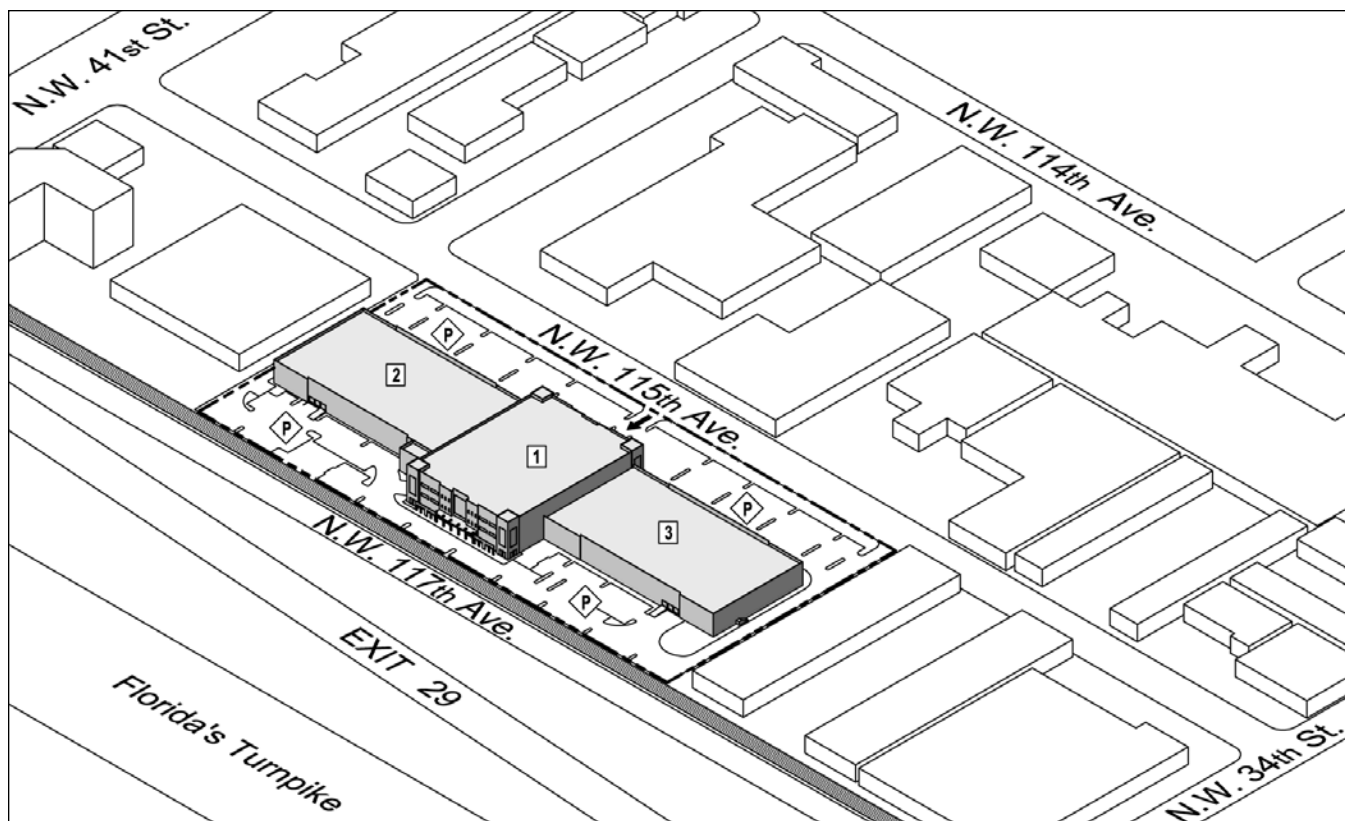 N.W. 41st St.
N.W. 114th Ave.
P
N.W. 115th Ave.
2
P
1
P
3
N.W. 117th Ave.
P
EXIT 29
Florida's Turnpike
N.W. 34th St.